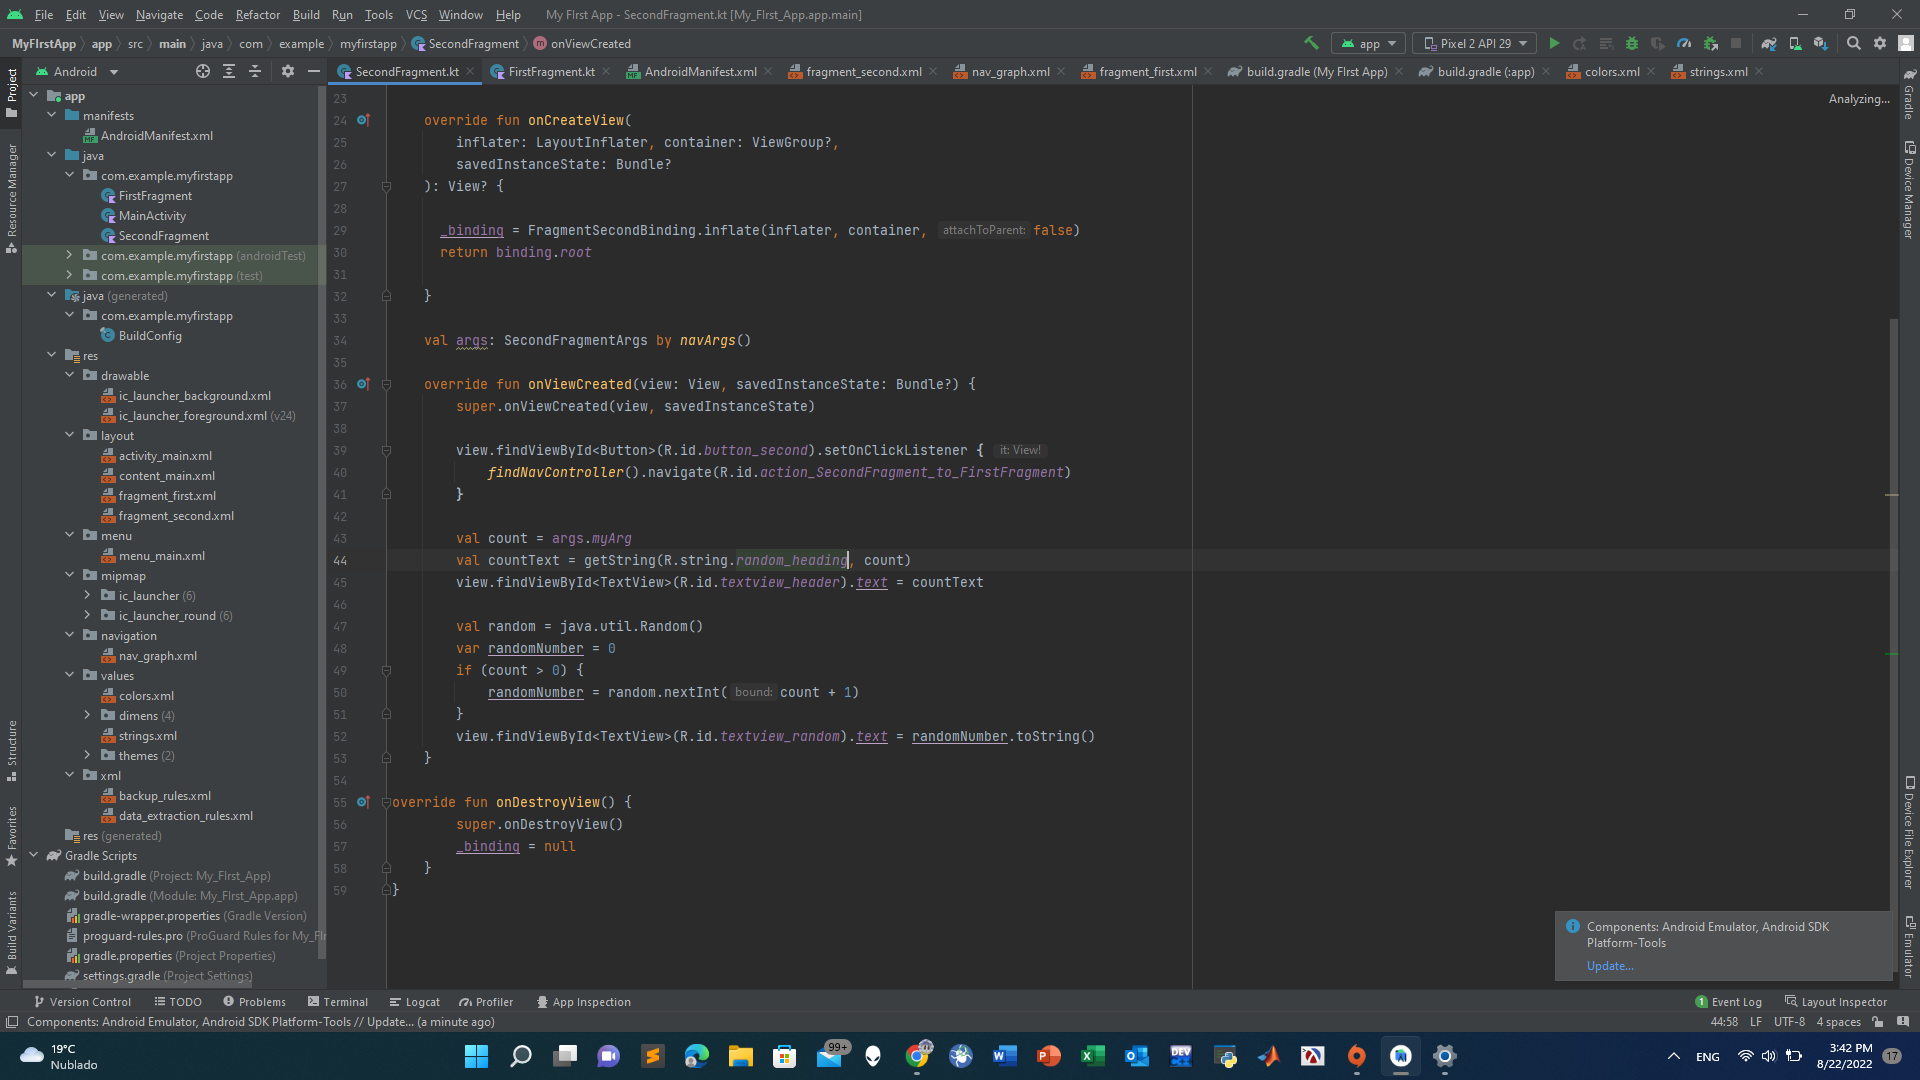 File Edit View Navigate Code Refactor Build Run Tools VCS Window Help My FIrst App - SecondFragment.kt [My_FIrst_App.app.main]
MyFIrstApp app src main java com example myfirstapp SecondFragment onViewCreated app Pixel 2 API 29
Android SecondFragment.kt FirstFragment.kt AndroidManifest.xml fragment_second.xml nav_graph.xml fragment_first.xml build.gradle (My FIrst App) build.gradle (:app) colors.xml strings.xml
Project
Resource Manager
Structure
Favorites
Build Variants
app
manifests
AndroidManifest.xml
java
com.example.myfirstapp
FirstFragment
MainActivity
SecondFragment
com.example.myfirstapp (androidTest)
com.example.myfirstapp (test)
java (generated)
com.example.myfirstapp
BuildConfig
res
drawable
ic_launcher_background.xml
ic_launcher_foreground.xml (v24)
layout
activity_main.xml
content_main.xml
fragment_first.xml
fragment_second.xml
menu
menu_main.xml
mipmap
ic_launcher (6)
ic_launcher_round (6)
navigation
nav_graph.xml
values
colors.xml
dimens (4)
strings.xml
themes (2)
xml
backup_rules.xml
data_extraction_rules.xml
res (generated)
Gradle Scripts
build.gradle (Project: My_FIrst_App)
build.gradle (Module: My_FIrst_App.app)
gradle-wrapper.properties (Gradle Version)
proguard-rules.pro (ProGuard Rules for My_FIr
gradle.properties (Project Properties)
settings.gradle (Project Settings)
Analyzing...
23
24 override fun onCreateView(
25 inflater: LayoutInflater, container: ViewGroup?,
26 savedInstanceState: Bundle?
27 ): View? {
28
29 _binding = FragmentSecondBinding.inflate(inflater, container, attachToParent: false)
30 return binding.root
31
32 }
33
34 val args: SecondFragmentArgs by navArgs()
35
36 override fun onViewCreated(view: View, savedInstanceState: Bundle?) {
37 super.onViewCreated(view, savedInstanceState)
38
39 view.findViewById<Button>(R.id.button_second).setOnClickListener { it: View!
40 findNavController().navigate(R.id.action_SecondFragment_to_FirstFragment)
41 }
42
43 val count = args.myArg
44 val countText = getString(R.string.random_heading, count)
45 view.findViewById<TextView>(R.id.textview_header).text = countText
46
47 val random = java.util.Random()
48 var randomNumber = 0
49 if (count > 0) {
50 randomNumber = random.nextInt( bound: count + 1)
51 }
52 view.findViewById<TextView>(R.id.textview_random).text = randomNumber.toString()
53 }
54
55 override fun onDestroyView() {
56 super.onDestroyView()
57 _binding = null
58 }
59 }
Gradle
Device Manager
Device File Explorer
Emulator
Components: Android Emulator, Android SDK
Platform-Tools
Update...
Version Control TODO Problems Terminal Logcat Profiler App Inspection 1 Event Log Layout Inspector
Components: Android Emulator, Android SDK Platform-Tools // Update... (a minute ago) 44:58 LF UTF-8 4 spaces
19°C
Nublado
99+
DEV
ENG
3:42 PM
8/22/2022
17